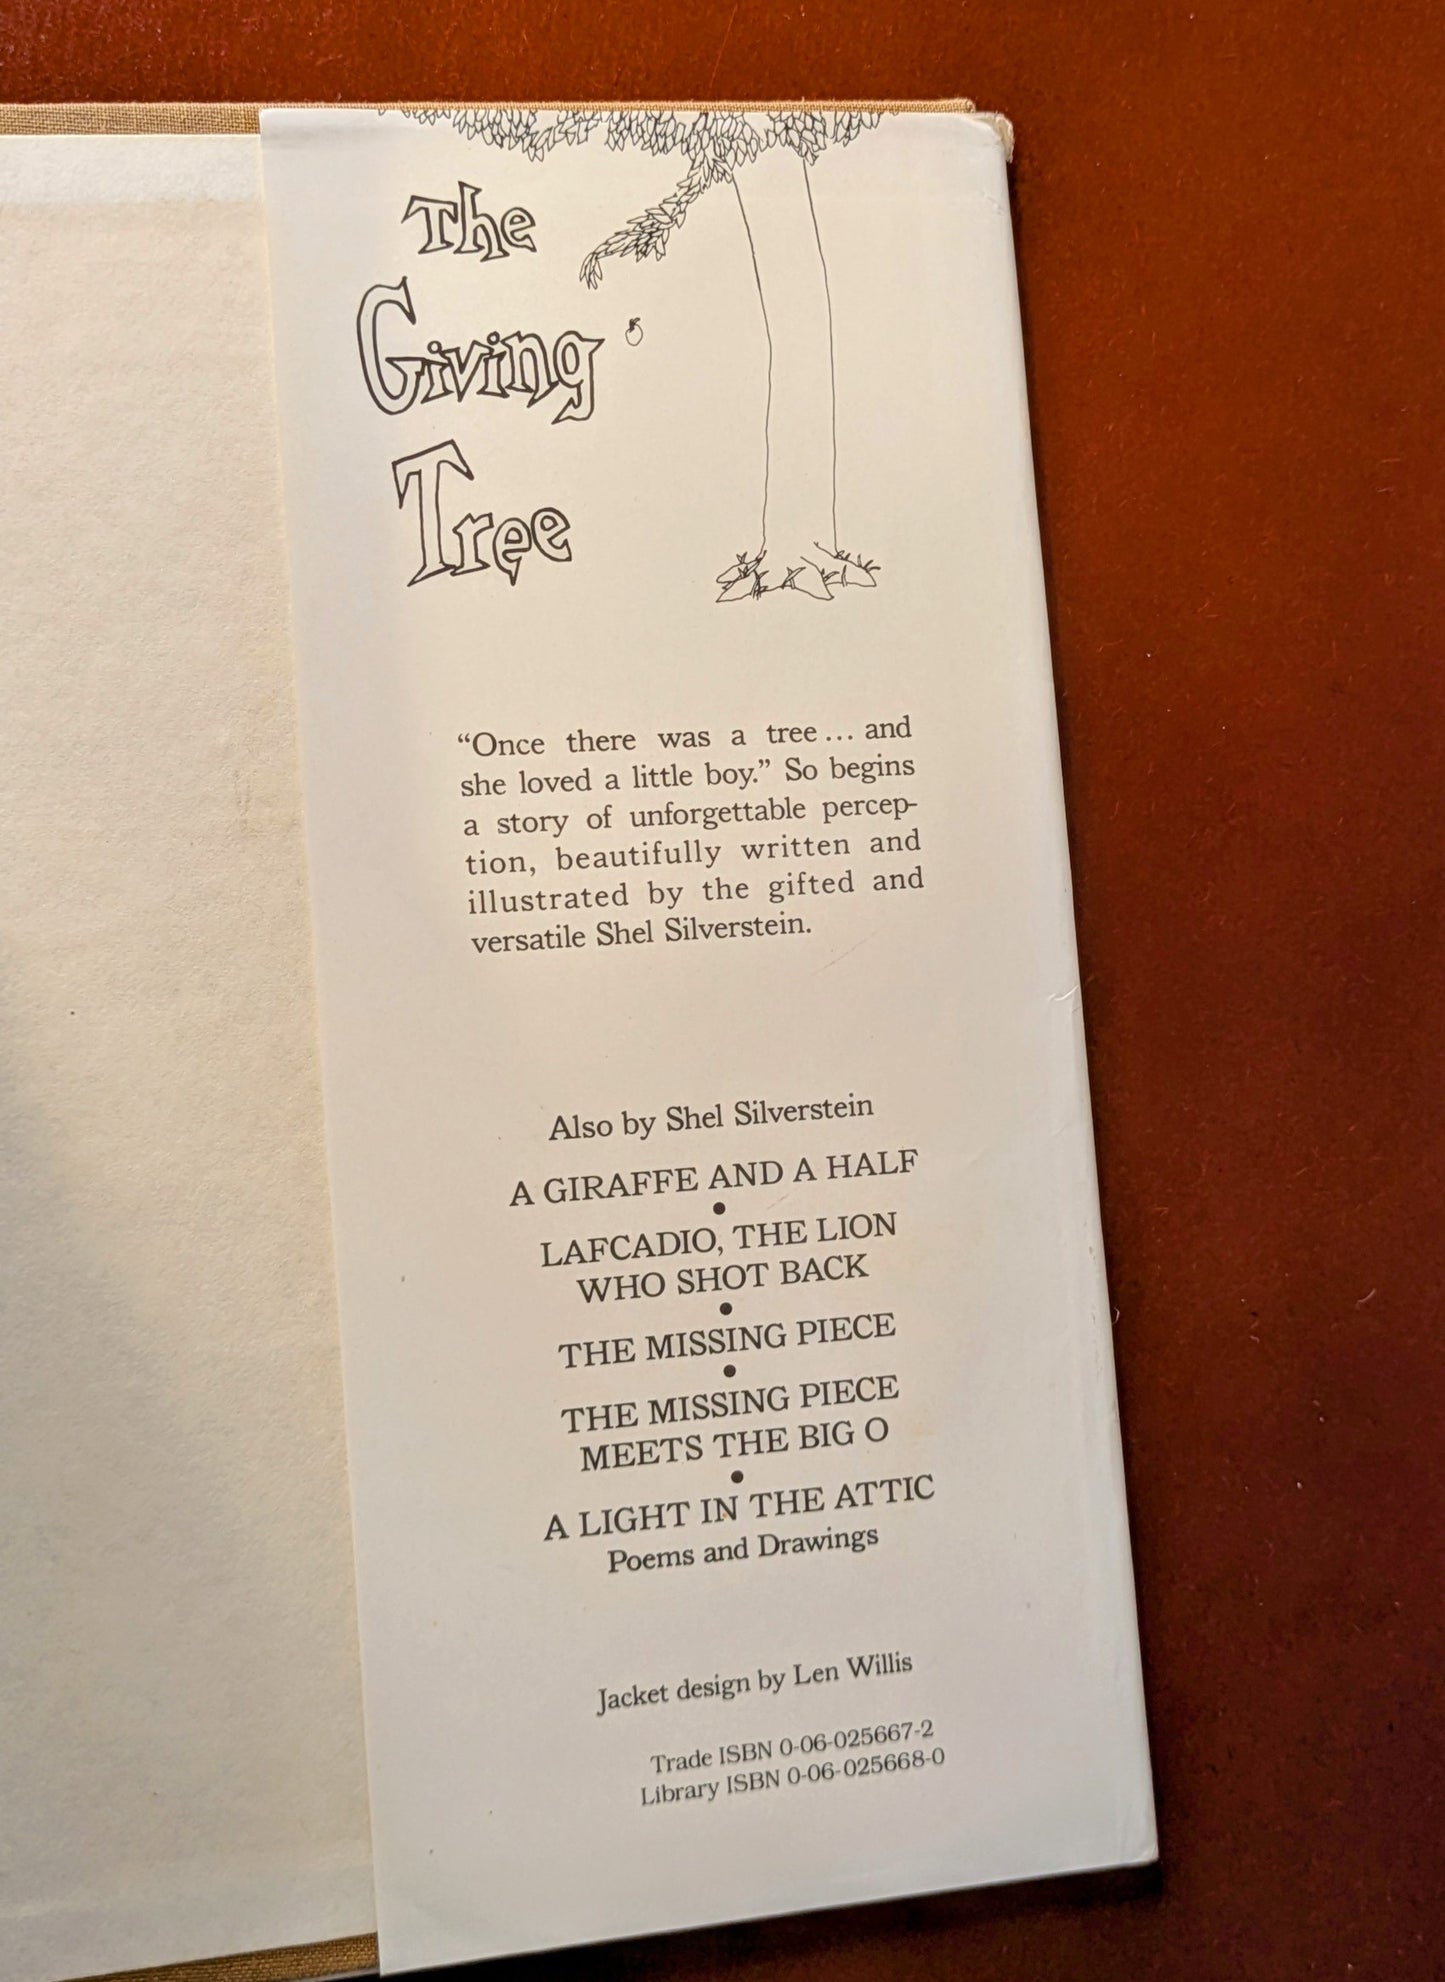 The
Giving
Tree
“Once there was a tree... and
she loved a little boy.” So begins
a story of unforgettable percep-
tion, beautifully written and
illustrated by the gifted and
versatile Shel Silverstein.
Also by Shel Silverstein
A GIRAFFE AND A HALF
•
LAFCADIO, THE LION
WHO SHOT BACK
•
THE MISSING PIECE
•
THE MISSING PIECE
MEETS THE BIG O
•
A LIGHT IN THE ATTIC
Poems and Drawings
Jacket design by Len Willis
Trade ISBN 0-06-025667-2
Library ISBN 0-06-025668-0